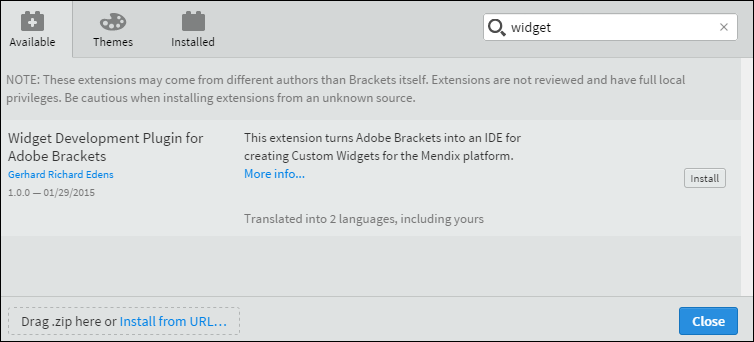 Available
Themes
Installed
widget
×
NOTE: These extensions may come from different authors than Brackets itself. Extensions are not reviewed and have full local
privileges. Be cautious when installing extensions from an unknown source.
Widget Development Plugin for
Adobe Brackets
Gerhard Richard Edens
1.0.0 — 01/29/2015
This extension turns Adobe Brackets into an IDE for
creating Custom Widgets for the Mendix platform.
More info...
Translated into 2 languages, including yours
Install
Drag .zip here or Install from URL...
Close